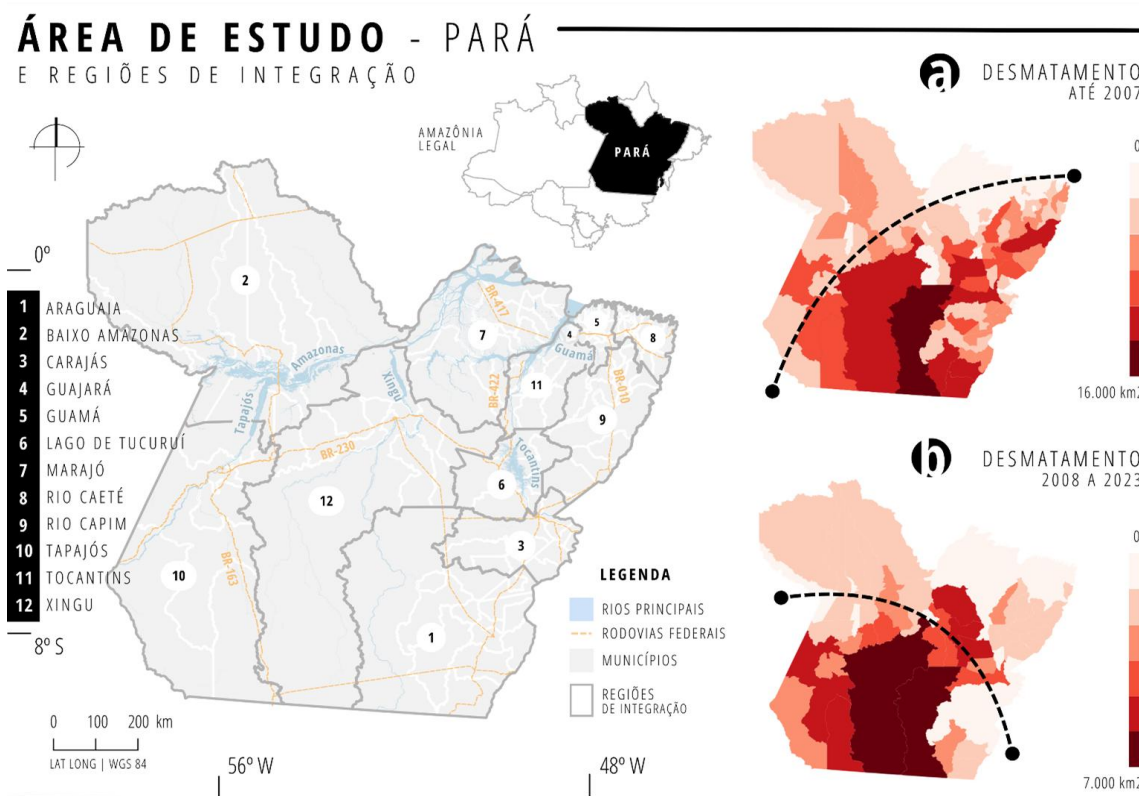 ÁREA DE ESTUDO - PARÁ
E REGIÕES DE INTEGRAÇÃO
AMAZÔNIA
LEGAL
PARÁ
0º
1 ARAGUAIA
2 BAIXO AMAZONAS
3 CARAJÁS
4 GUAJARÁ
5 GUAMÁ
6 LAGO DE TUCURUÍ
7 MARAJÓ
8 RIO CAETÉ
9 RIO CAPIM
10 TAPAJÓS
11 TOCANTINS
12 XINGU
8º S
2
Amazonas
Tapajós
Xingu
BR-417
7
4
5
8
Guamá
BR-422
11
BR-010
9
BR-230
Tocantins
6
12
3
10
BR-163
1
0 100 200 km
LAT LONG | WGS 84
56º W
48º W
LEGENDA
RIOS PRINCIPAIS
RODOVIAS FEDERAIS
MUNICÍPIOS
REGIÕES
DE INTEGRAÇÃO
a DESMATAMENTO
ATÉ 2007
0
16.000 km2
b DESMATAMENTO
2008 A 2023
0
7.000 km2